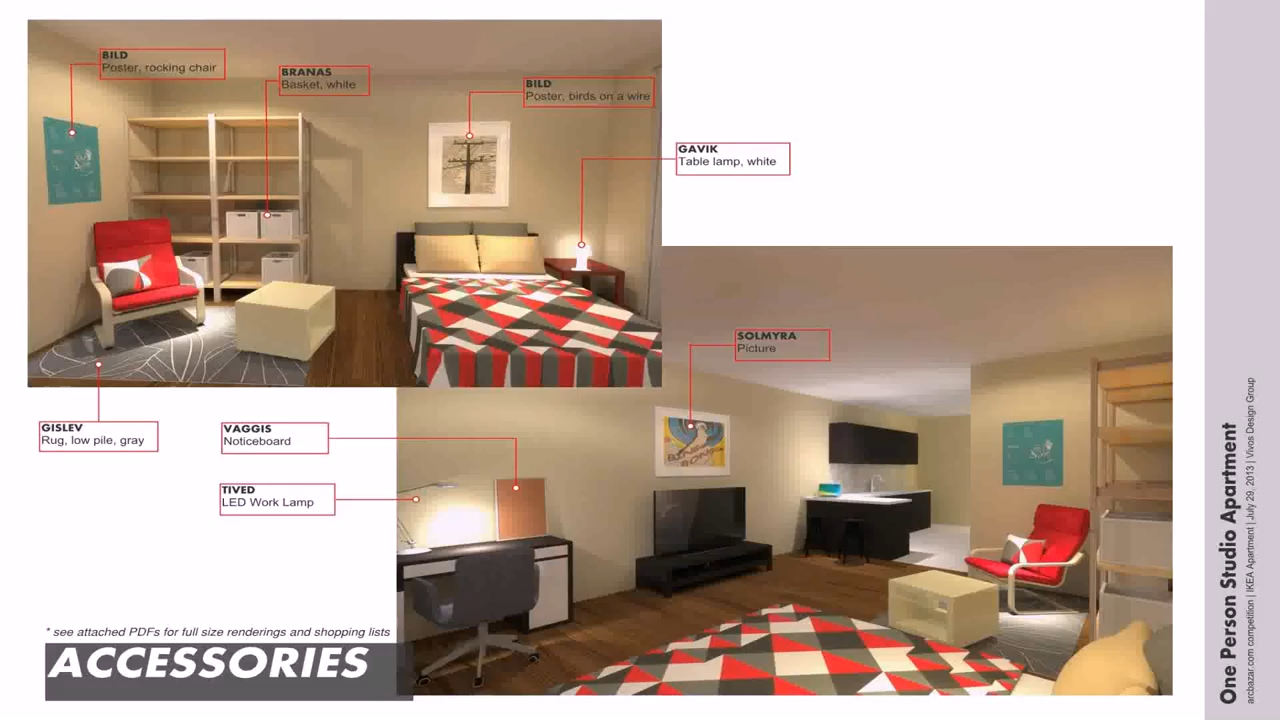 BILD
Poster, rocking chair
BRANAS
Basket, white
BILD
Poster, birds on a wire
GAVIK
Table lamp, white
SOLMYRA
Picture
GISLEV
Rug, low pile, gray
VAGGIS
Noticeboard
TIVED
LED Work Lamp
* see attached PDFs for full size renderings and shopping lists
ACCESSORIES
One Person Studio Apartment
arcbazar.com competition | IKEA Apartment | July 29, 2013 | Vivos Design Group